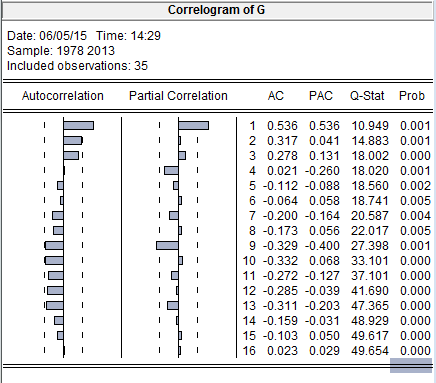 Correlogram of G
Date: 06/05/15 Time: 14:29
Sample: 1978 2013
Included observations: 35
Autocorrelation Partial Correlation AC PAC Q-Stat Prob
1 0.536 0.536 10.949 0.001
2 0.317 0.041 14.883 0.001
3 0.278 0.131 18.002 0.000
4 0.021 -0.260 18.020 0.001
5 -0.112 -0.088 18.560 0.002
6 -0.064 0.058 18.741 0.005
7 -0.200 -0.164 20.587 0.004
8 -0.173 0.056 22.017 0.005
9 -0.329 -0.400 27.398 0.001
10 -0.332 0.068 33.101 0.000
11 -0.272 -0.127 37.101 0.000
12 -0.285 -0.039 41.690 0.000
13 -0.311 -0.203 47.365 0.000
14 -0.159 -0.031 48.929 0.000
15 -0.103 0.050 49.617 0.000
16 0.023 0.029 49.654 0.000